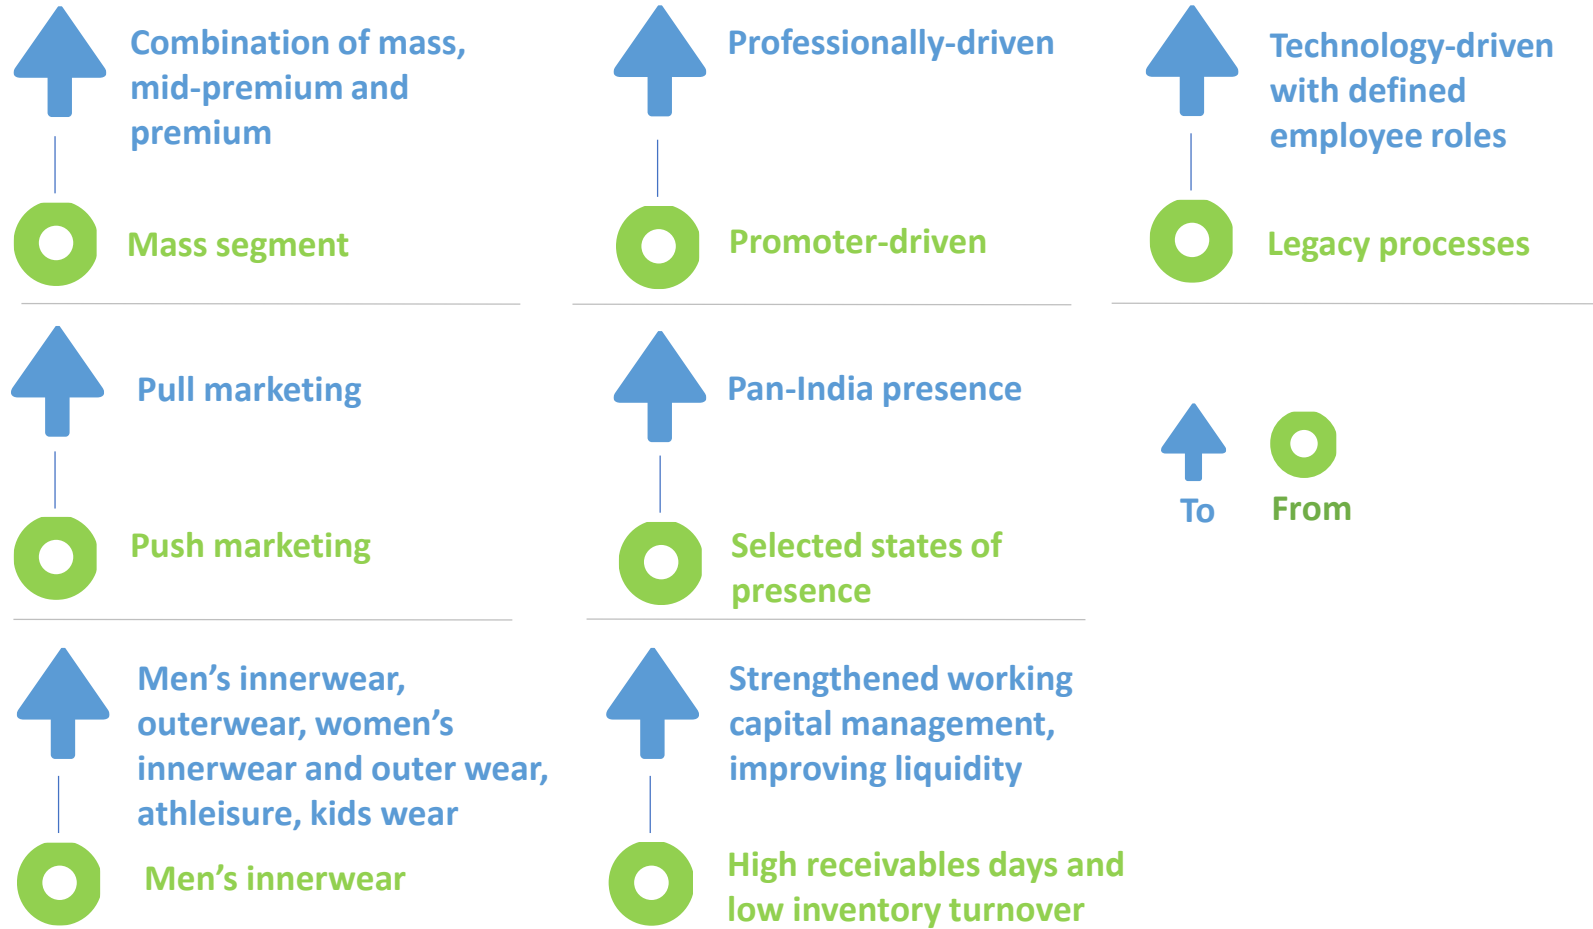 Combination of mass,
mid-premium and
premium
Mass segment
Professionally-driven
Promoter-driven
Technology-driven
with defined
employee roles
Legacy processes
Pull marketing
Push marketing
Pan-India presence
Selected states of
presence
To
From
Men’s innerwear,
outerwear, women’s
innerwear and outer wear,
athleisure, kids wear
Men’s innerwear
Strengthened working
capital management,
improving liquidity
High receivables days and
low inventory turnover